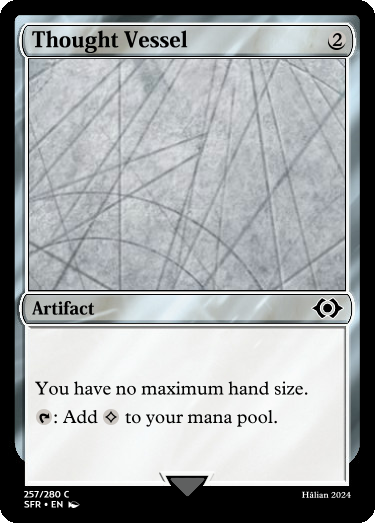 Thought Vessel 2
Artifact
You have no maximum hand size.
: Add to your mana pool.
257/280 C
SFR • EN Hâlian 2024